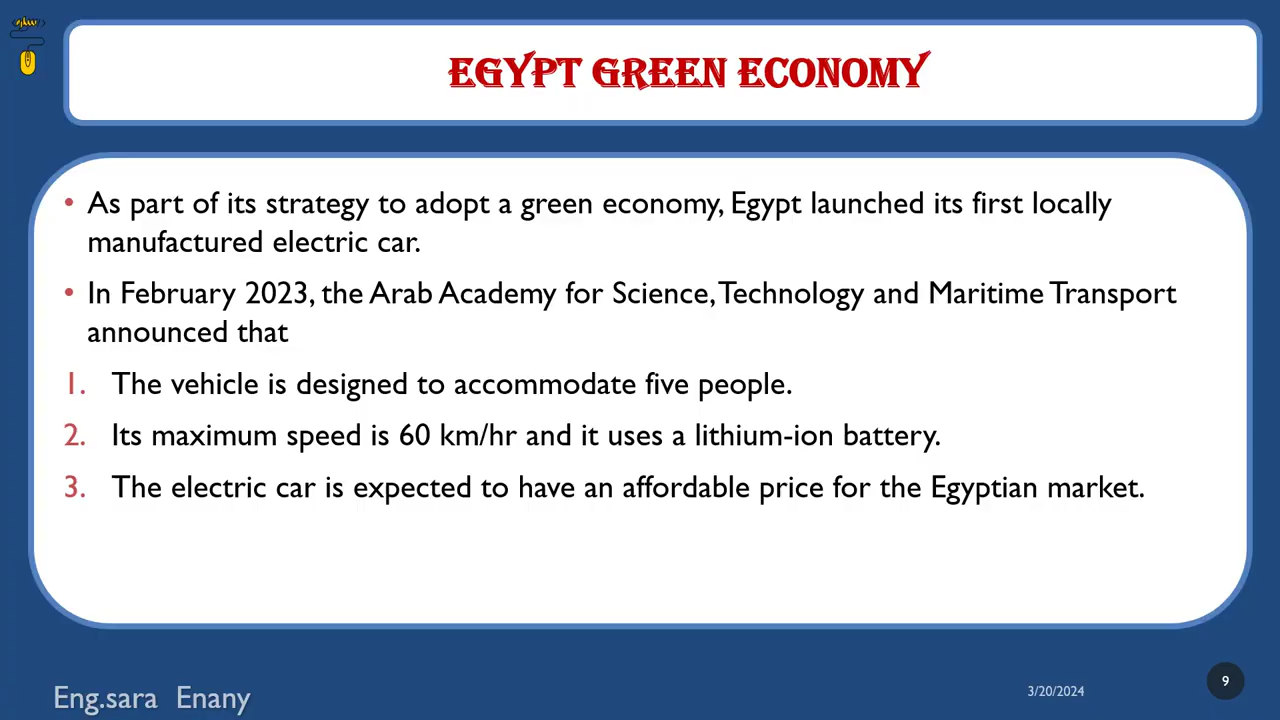 EGYPT GREEN ECONOMY
• As part of its strategy to adopt a green economy, Egypt launched its first locally
manufactured electric car.
• In February 2023, the Arab Academy for Science, Technology and Maritime Transport
announced that
1. The vehicle is designed to accommodate five people.
2. Its maximum speed is 60 km/hr and it uses a lithium-ion battery.
3. The electric car is expected to have an affordable price for the Egyptian market.
Eng.sara Enany
3/20/2024
9